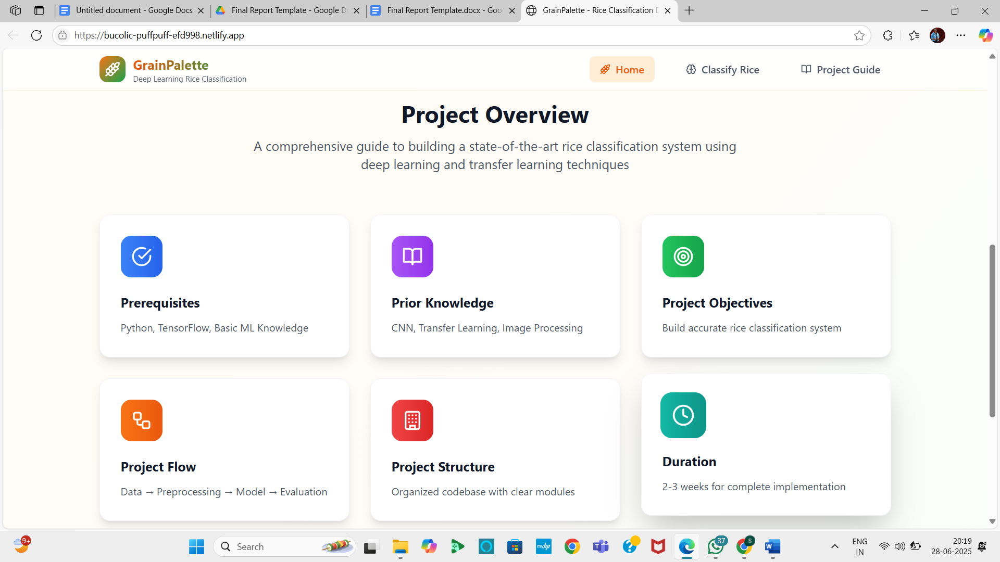 Untitled document - Google Docs
Final Report Template - Google D
Final Report Template.docx - Goo
GrainPalette - Rice Classification D
https://bucolic-puffpuff-efd998.netlify.app
GrainPalette
Deep Learning Rice Classification
Home
Classify Rice
Project Guide
Project Overview
A comprehensive guide to building a state-of-the-art rice classification system using
deep learning and transfer learning techniques
Prerequisites
Python, TensorFlow, Basic ML Knowledge
Prior Knowledge
CNN, Transfer Learning, Image Processing
Project Objectives
Build accurate rice classification system
Project Flow
Data → Preprocessing → Model → Evaluation
Project Structure
Organized codebase with clear modules
Duration
2-3 weeks for complete implementation
9+
Search
myhp
T
?
37
S
W
ENG
IN
20:19
28-06-2025